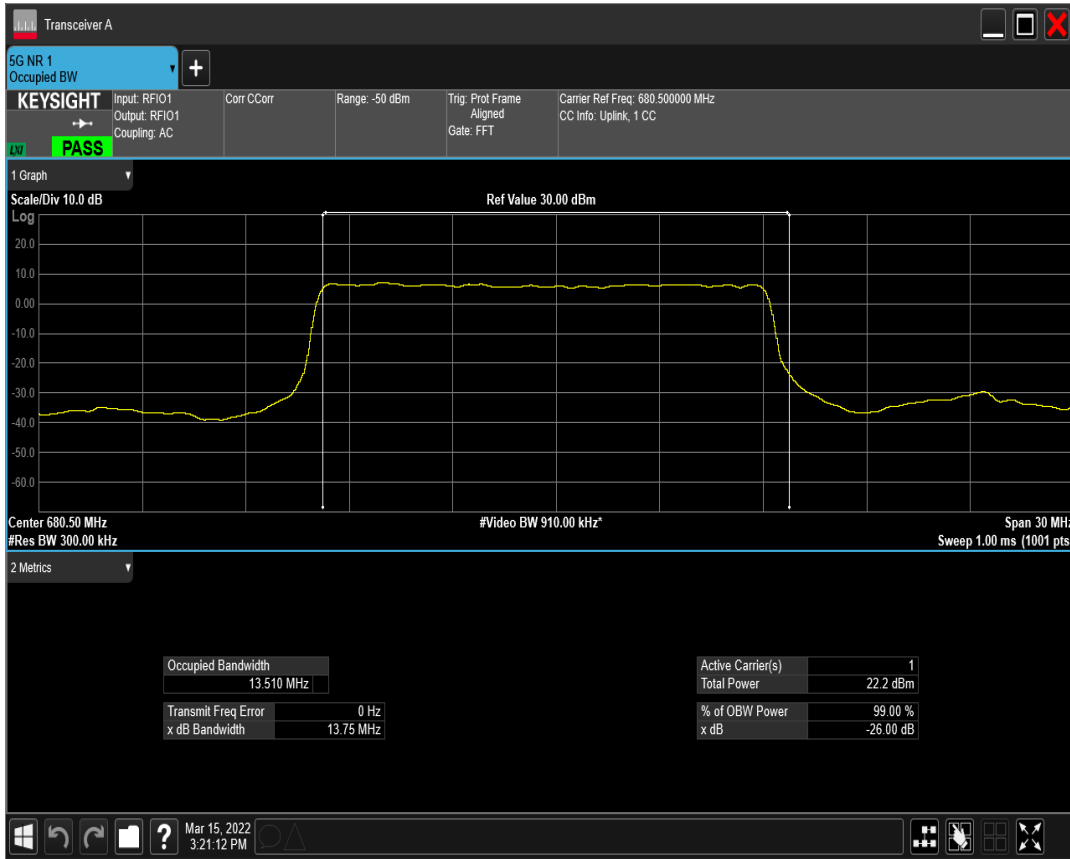 Transceiver A
5G NR 1
Occupied BW
KEYSIGHT
LXI
PASS
Input: RFIO1
Output: RFIO1
Coupling: AC
Corr CCorr
Range: -50 dBm
Trig: Prot Frame
Aligned
Gate: FFT
Carrier Ref Freq: 680.500000 MHz
CC Info: Uplink, 1 CC
1 Graph
Scale/Div 10.0 dB
Ref Value 30.00 dBm
Log
20.0
10.0
0.00
-10.0
-20.0
-30.0
-40.0
-50.0
-60.0
Center 680.50 MHz
#Video BW 910.00 kHz*
Span 30 MHz
#Res BW 300.00 kHz
Sweep 1.00 ms (1001 pts
2 Metrics
Occupied Bandwidth
13.510 MHz
Transmit Freq Error 0 Hz
x dB Bandwidth 13.75 MHz
Active Carrier(s) 1
Total Power 22.2 dBm
% of OBW Power 99.00 %
x dB -26.00 dB
?
Mar 15, 2022
3:21:12 PM